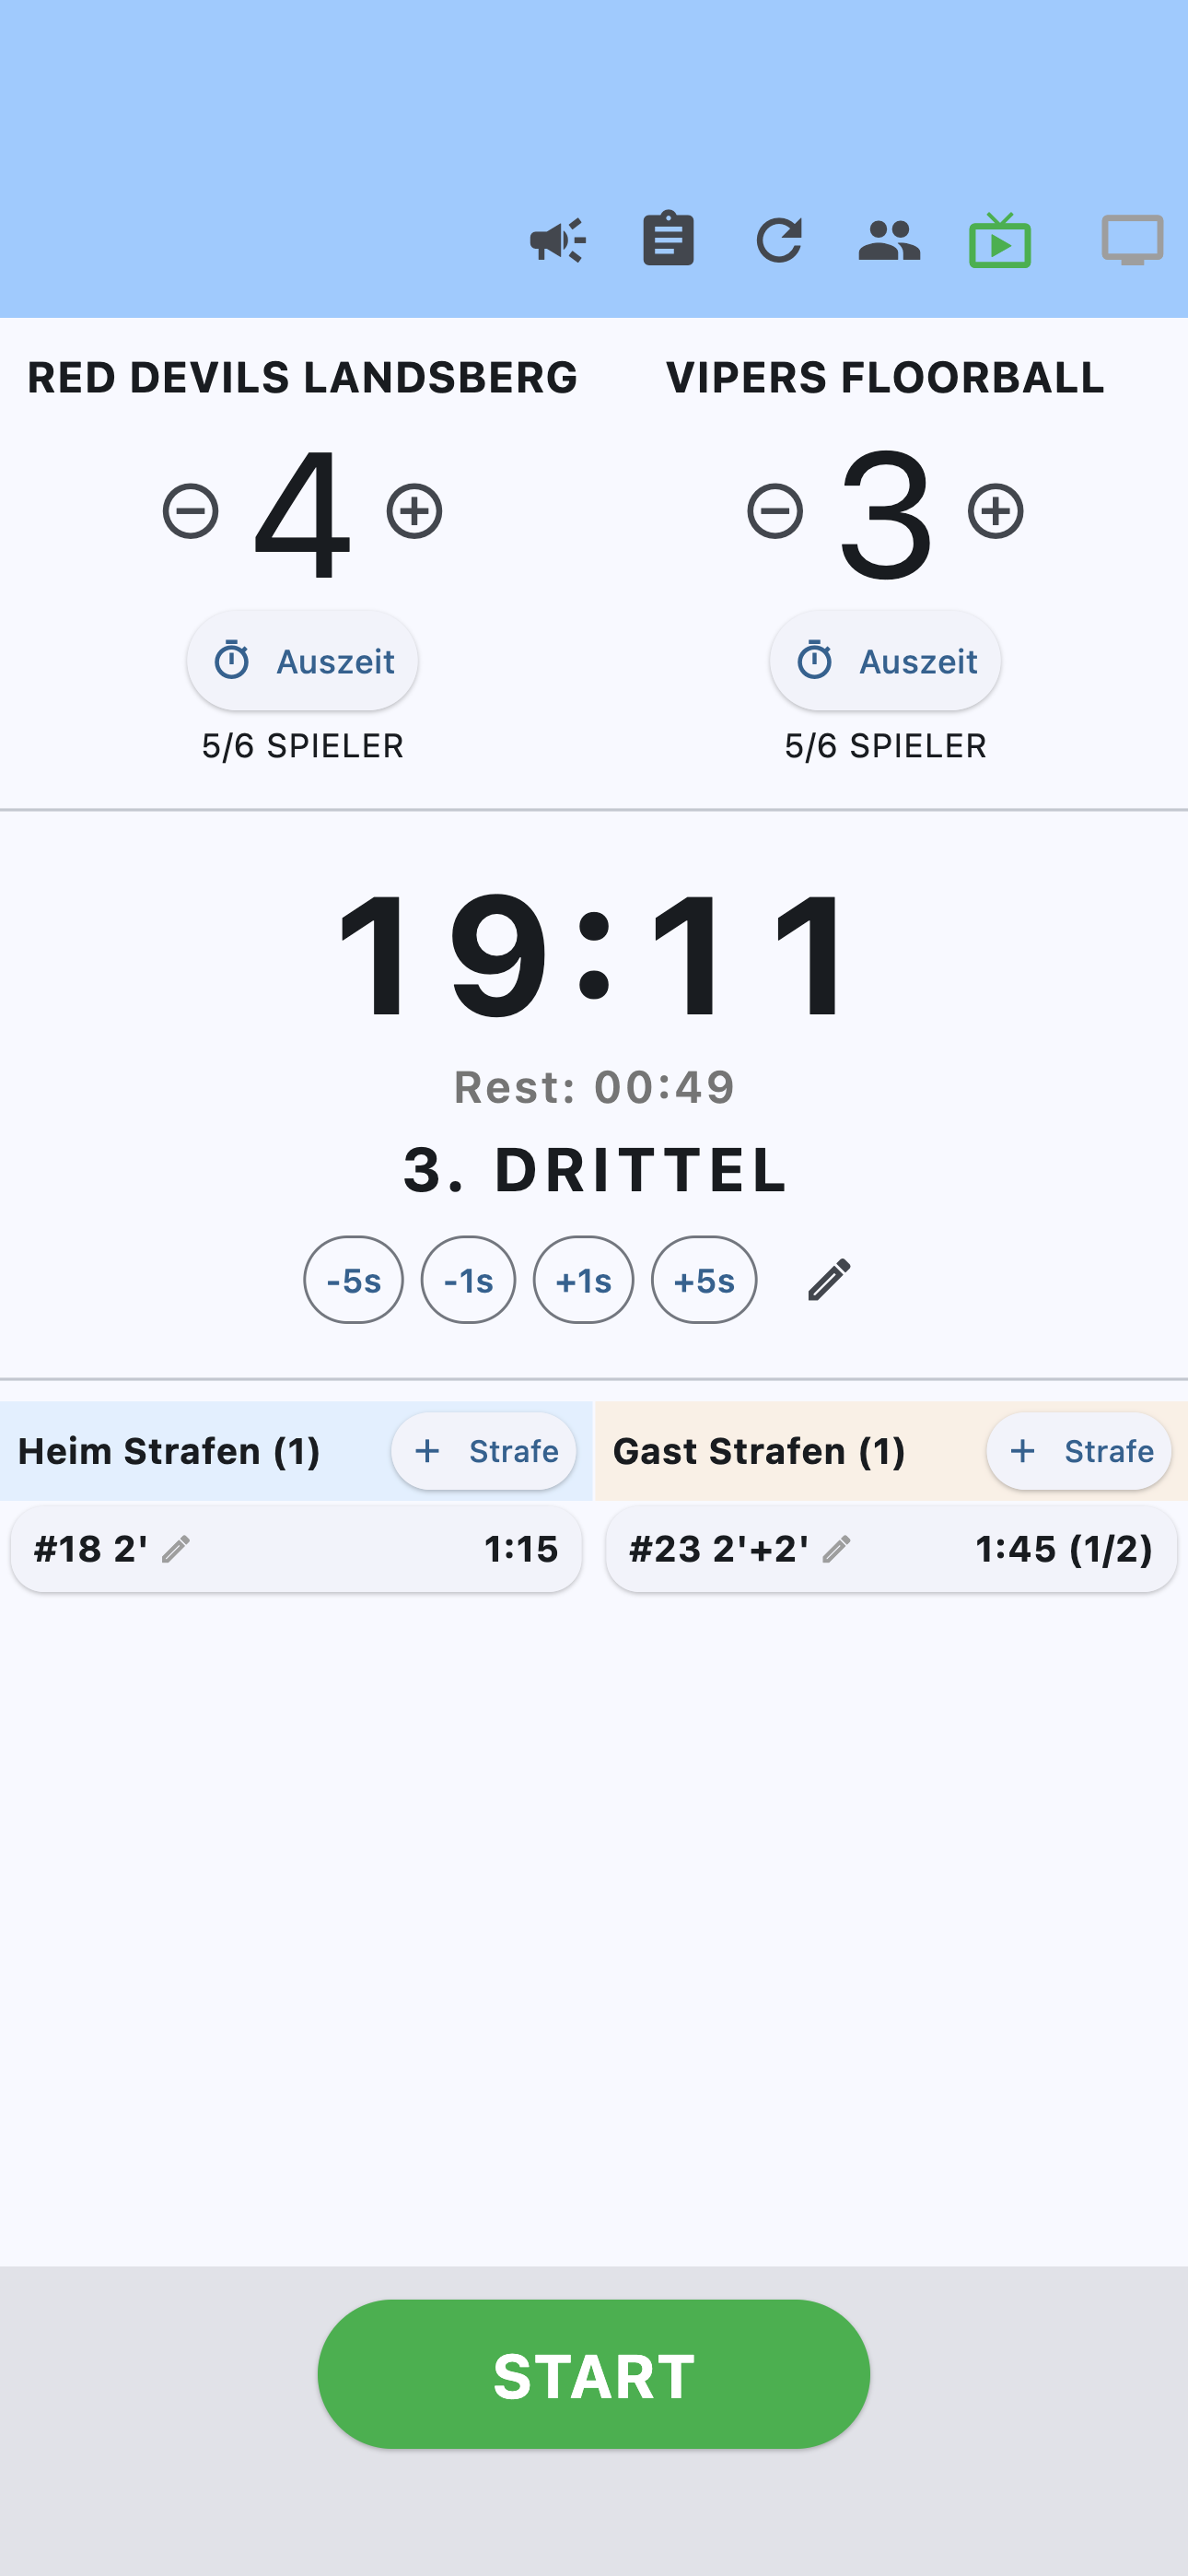 RED DEVILS LANDSBERG
4
Auszeit
5/6 SPIELER
VIPERS FLOORBALL
3
Auszeit
5/6 SPIELER
19:11
Rest: 00:49
3. DRITTEL
-5s -1s +1s +5s
Heim Strafen (1) + Strafe
#18 2' 1:15
Gast Strafen (1) + Strafe
#23 2'+2' 1:45 (1/2)
START